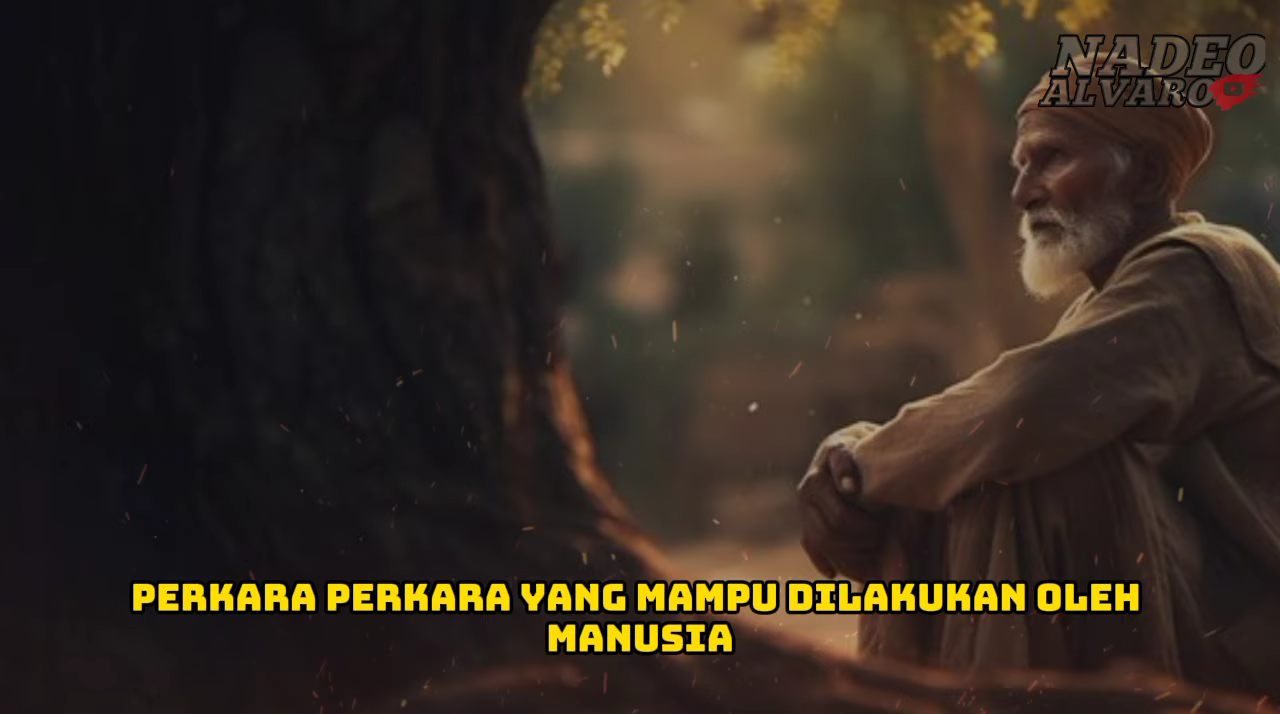 NADEO
ALVARO
PERKARA PERKARA YANG MAMPU DILAKUKAN OLEH
MANUSIA